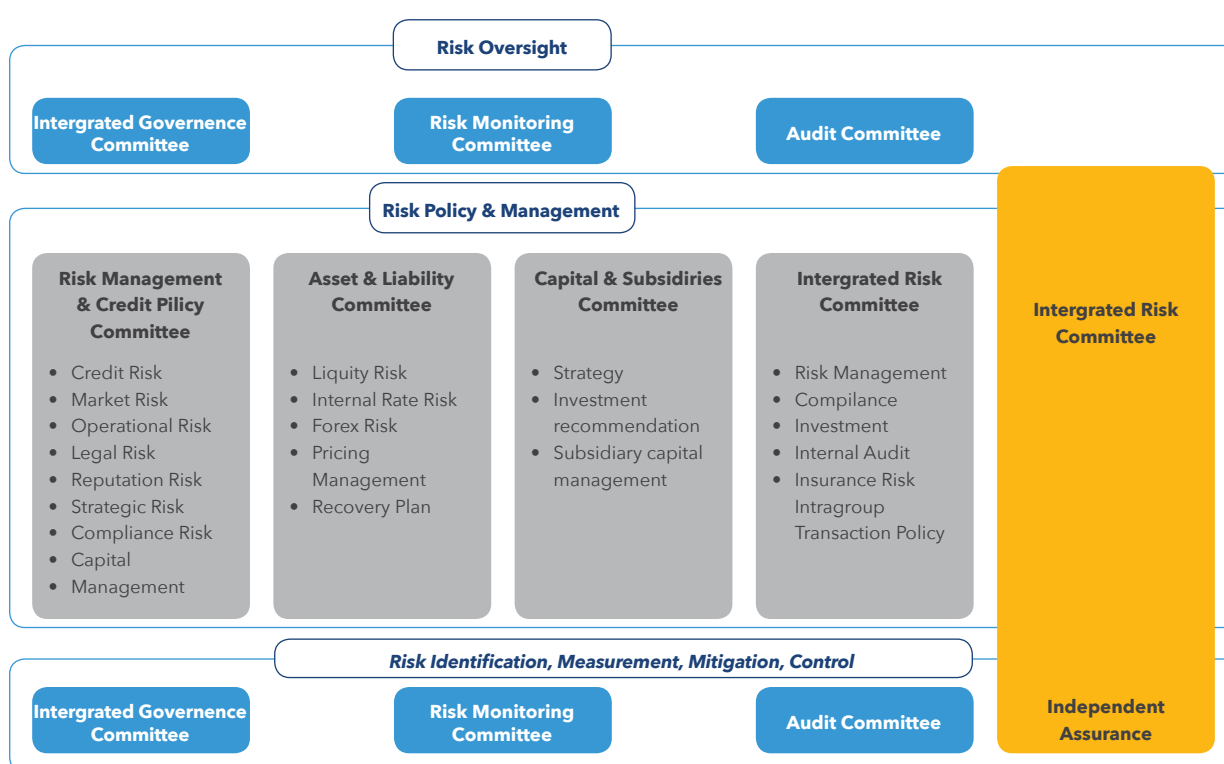 Risk Oversight
Intergrated Governence
Committee
Risk Monitoring
Committee
Audit Committee
Risk Policy & Management
Risk Management
& Credit Pilicy
Committee
• Credit Risk
• Market Risk
• Operational Risk
• Legal Risk
• Reputation Risk
• Strategic Risk
• Compliance Risk
• Capital
• Management
Asset & Liability
Committee
• Liquity Risk
• Internal Rate Risk
• Forex Risk
• Pricing
Management
• Recovery Plan
Capital & Subsidiries
Committee
• Strategy
• Investment
recommendation
• Subsidiary capital
management
Intergrated Risk
Committee
• Risk Management
• Compilance
• Investment
• Internal Audit
• Insurance Risk
Intragroup
Transaction Policy
Intergrated Risk
Committee
Risk Identification, Measurement, Mitigation, Control
Intergrated Governence
Committee
Risk Monitoring
Committee
Audit Committee
Independent
Assurance